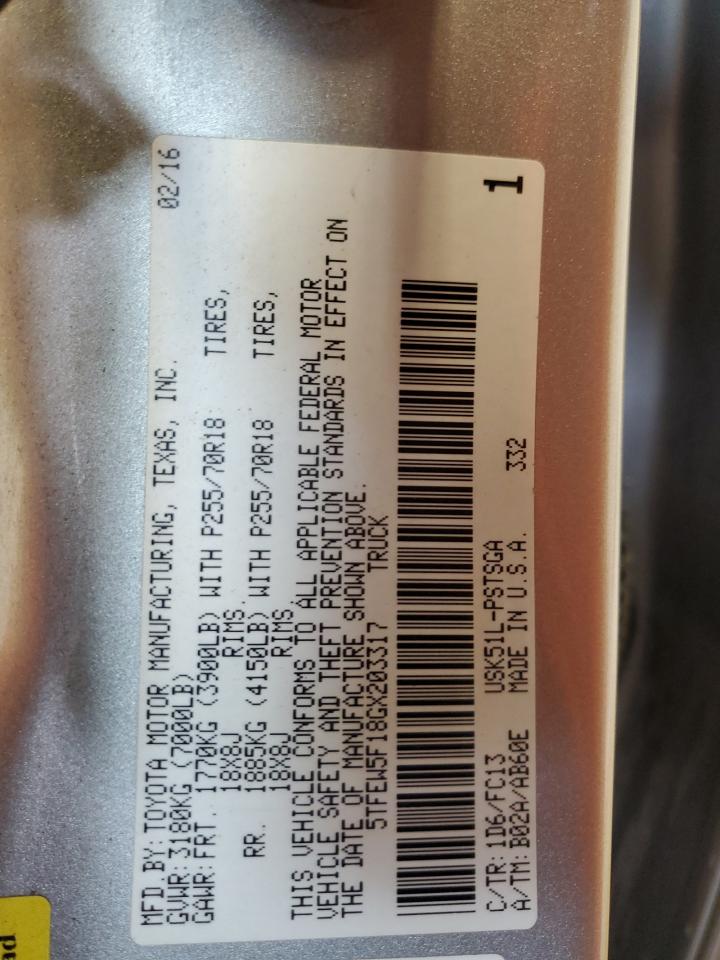 MFD BY: TOYOTA MOTOR MANUFACTURING, TEXAS, INC. 02/16
GVWR: 3180KG (7000LB)
GAWR: FRT. 1770KG (3900LB) WITH P255/70R18 TIRES,
18X8J RIMS.
RR. 1885KG (4150LB) WITH P255/70R18 TIRES,
18X8J RIMS.
THIS VEHICLE CONFORMS TO ALL APPLICABLE FEDERAL MOTOR
VEHICLE SAFETY AND THEFT PREVENTION STANDARDS IN EFFECT ON
THE DATE OF MANUFACTURE SHOWN ABOVE.
5TFEW5F18GX203317 TRUCK
1
C/TR: 1D6/FC13 USK51L-PSTSGA
A/TM: B02A/AB60E MADE IN U.S.A. 332